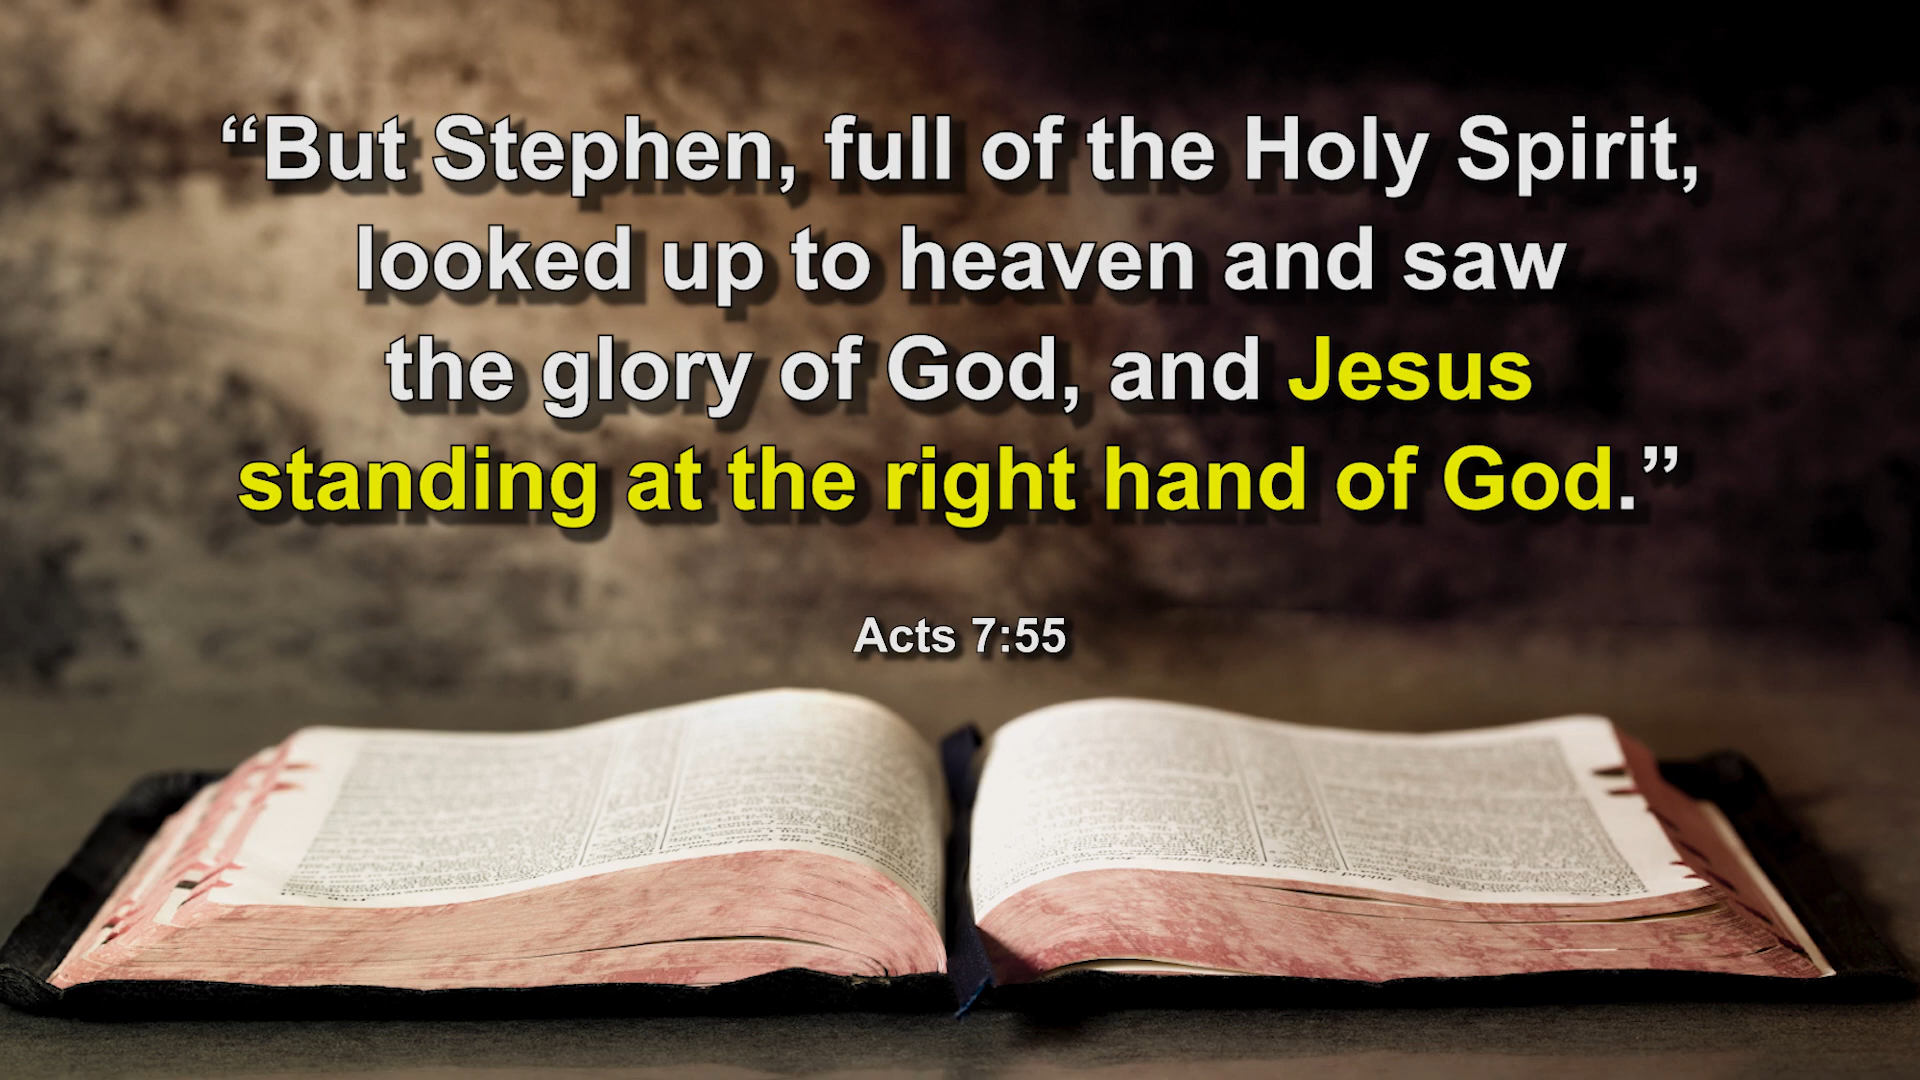 “But Stephen, full of the Holy Spirit,
looked up to heaven and saw
the glory of God, and Jesus
standing at the right hand of God.”
Acts 7:55